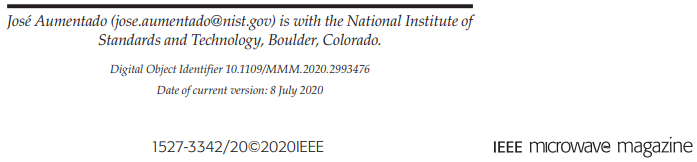 José Aumentado (jose.aumentado@nist.gov) is with the National Institute of
Standards and Technology, Boulder, Colorado.
Digital Object Identifier 10.1109/MMM.2020.2993476
Date of current version: 8 July 2020
1527-3342/20©2020IEEE
IEEE microwave magazine